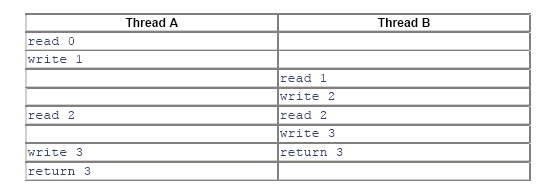 Thread A Thread B
read 0
write 1
read 1
write 2
read 2 read 2
write 3
write 3 return 3
return 3